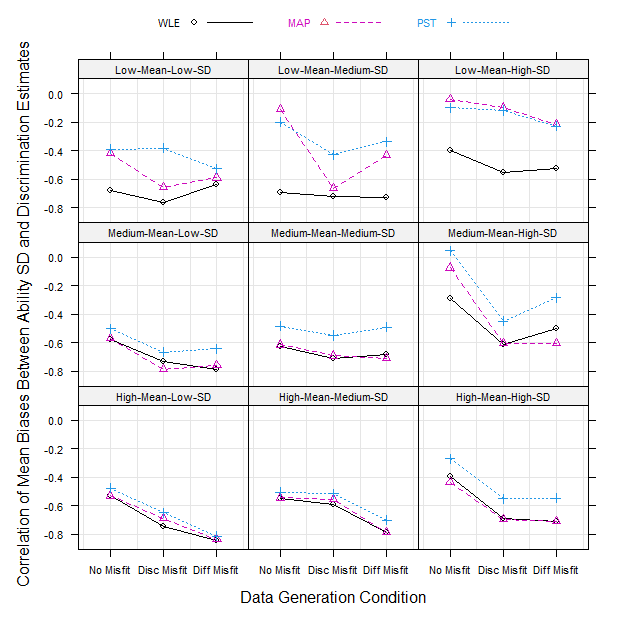 WLE MAP PST
Low-Mean-Low-SD Low-Mean-Medium-SD Low-Mean-High-SD
0.0
-0.2
-0.4
-0.6
-0.8
Medium-Mean-Low-SD Medium-Mean-Medium-SD Medium-Mean-High-SD
0.0
-0.2
-0.4
-0.6
-0.8
High-Mean-Low-SD High-Mean-Medium-SD High-Mean-High-SD
0.0
-0.2
-0.4
-0.6
-0.8
Correlation of Mean Biases Between Ability SD and Discrimination Estimates
No Misfit Disc Misfit Diff Misfit No Misfit Disc Misfit Diff Misfit No Misfit Disc Misfit Diff Misfit
Data Generation Condition